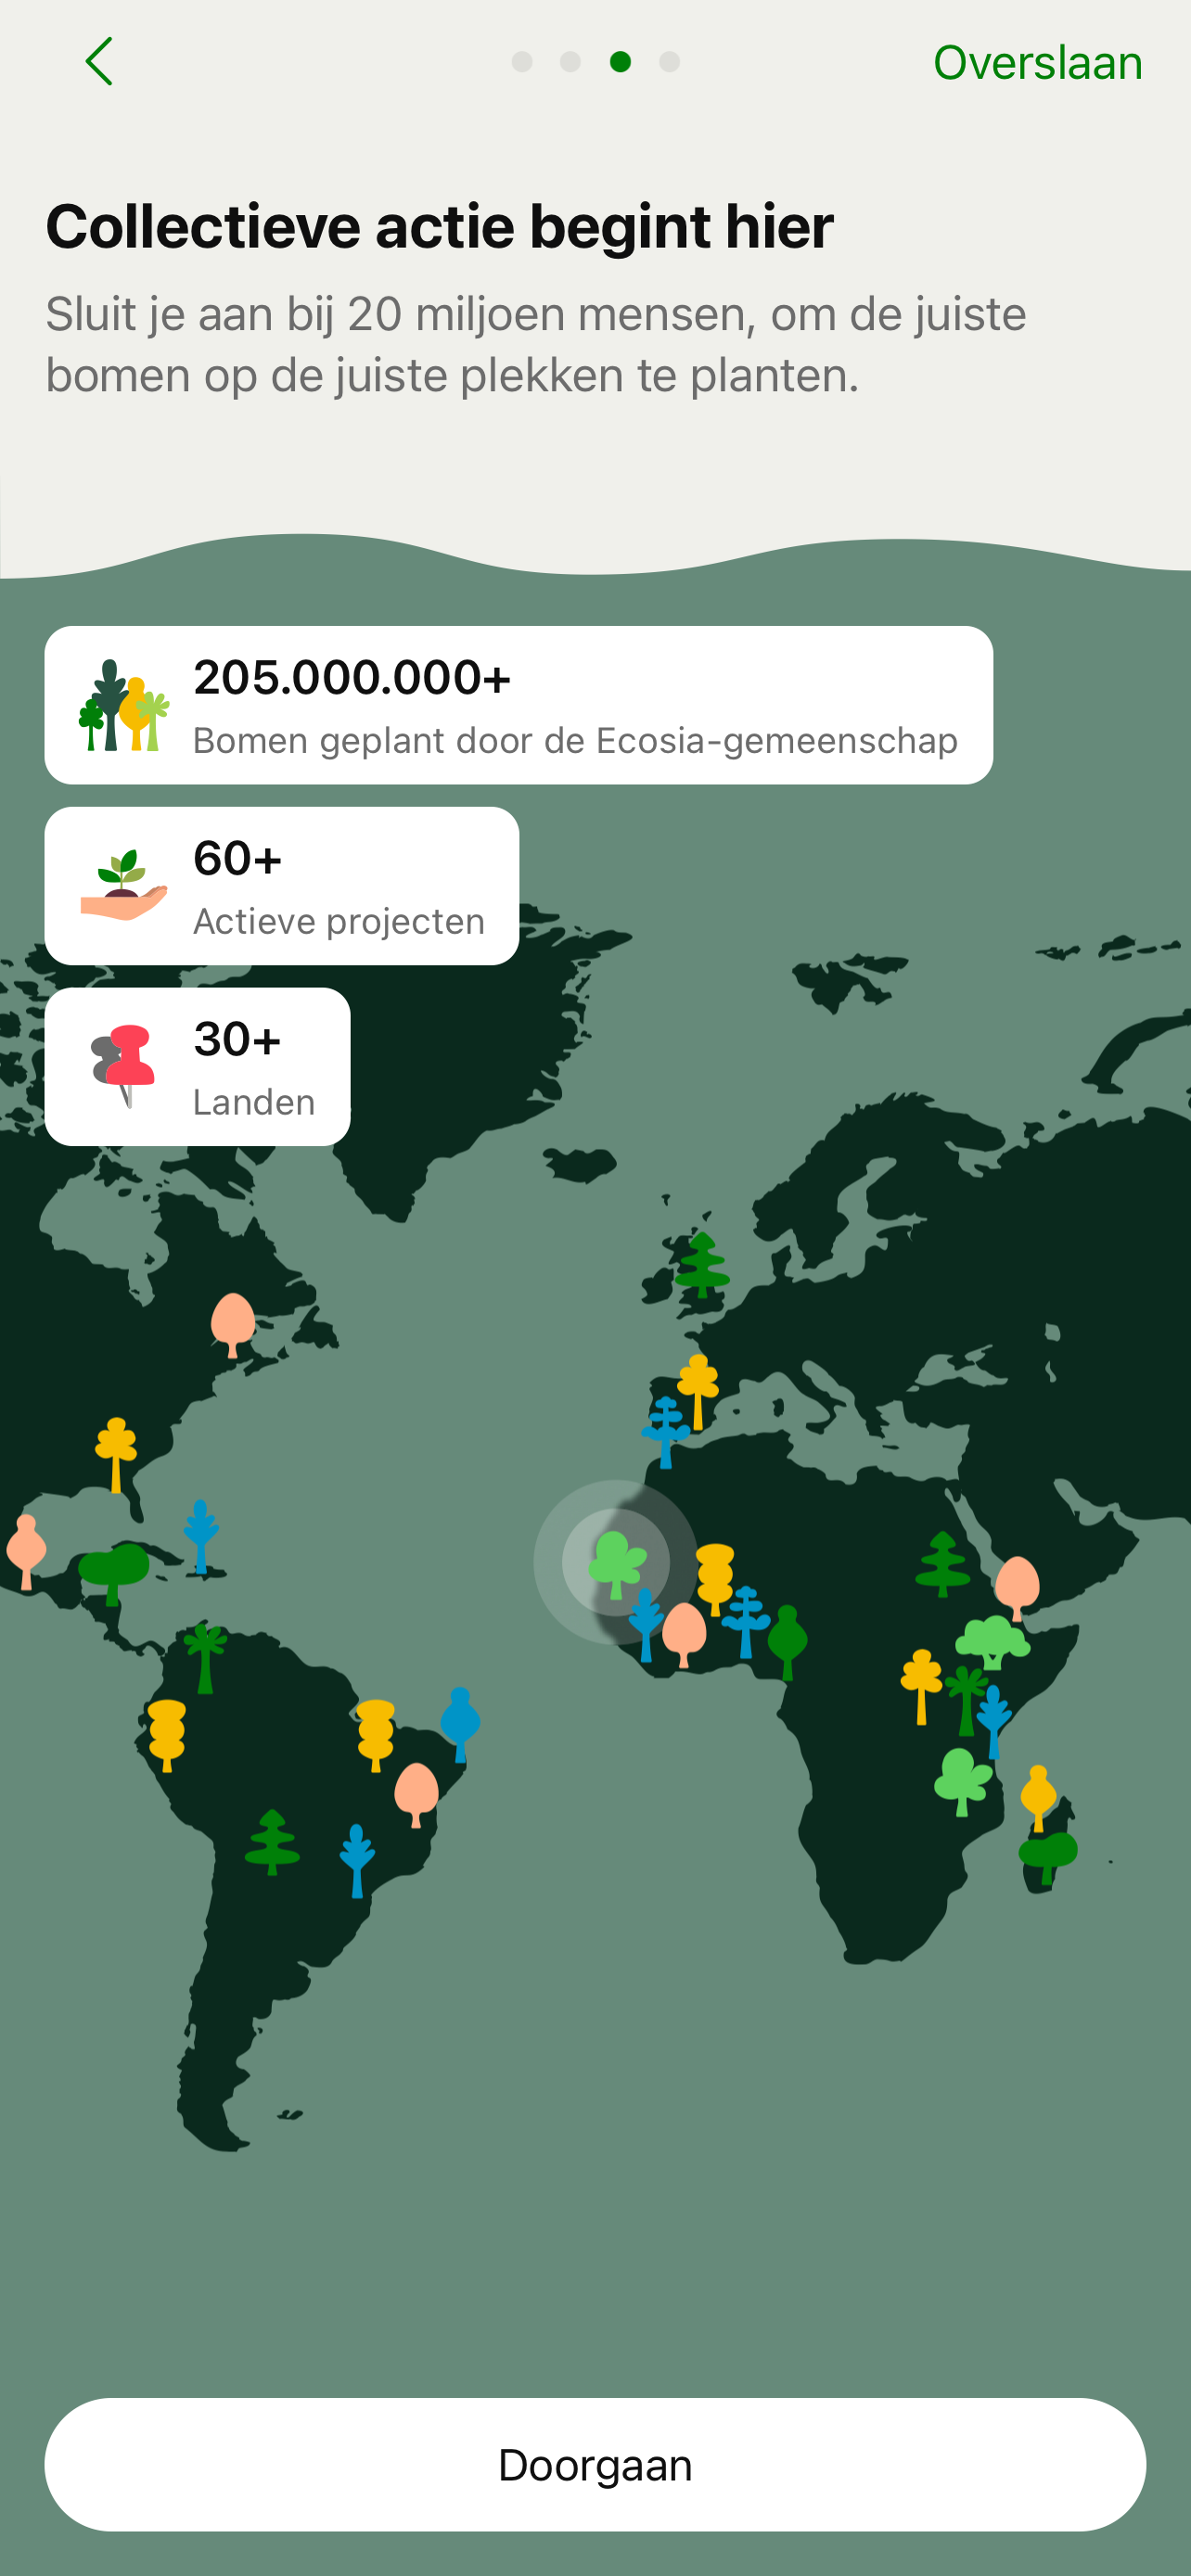 Overslaan
Collectieve actie begint hier
Sluit je aan bij 20 miljoen mensen, om de juiste
bomen op de juiste plekken te planten.
205.000.000+
Bomen geplant door de Ecosia-gemeenschap
60+
Actieve projecten
30+
Landen
Doorgaan